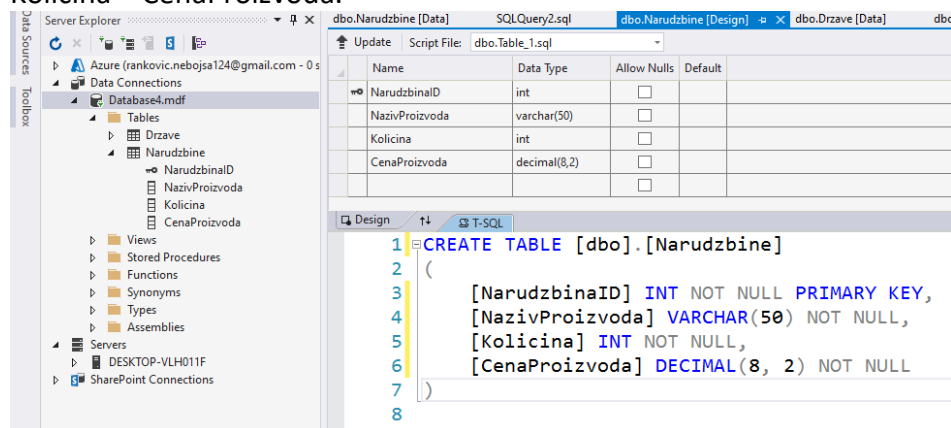 Kolicina * CenaProizvoda.
Data Sources
Toolbox
Server Explorer
Azure (rankovic.nebojsa124@gmail.com - 0 s
Data Connections
Database4.mdf
Tables
Drzave
Narudzbine
NarudzbinaID
NazivProizvoda
Kolicina
CenaProizvoda
Views
Stored Procedures
Functions
Synonyms
Types
Assemblies
Servers
DESKTOP-VLH011F
SharePoint Connections
dbo.Narudzbine [Data] SQLQuery2.sql dbo.Narudzbine [Design] dbo.Drzave [Data] dbo
Update Script File: dbo.Table_1.sql
Name Data Type Allow Nulls Default
NarudzbinaID int
NazivProizvoda varchar(50)
Kolicina int
CenaProizvoda decimal(8,2)
Design T-SQL
1 CREATE TABLE [dbo].[Narudzbine]
2 (
3 [NarudzbinaID] INT NOT NULL PRIMARY KEY,
4 [NazivProizvoda] VARCHAR(50) NOT NULL,
5 [Kolicina] INT NOT NULL,
6 [CenaProizvoda] DECIMAL(8, 2) NOT NULL
7 )
8